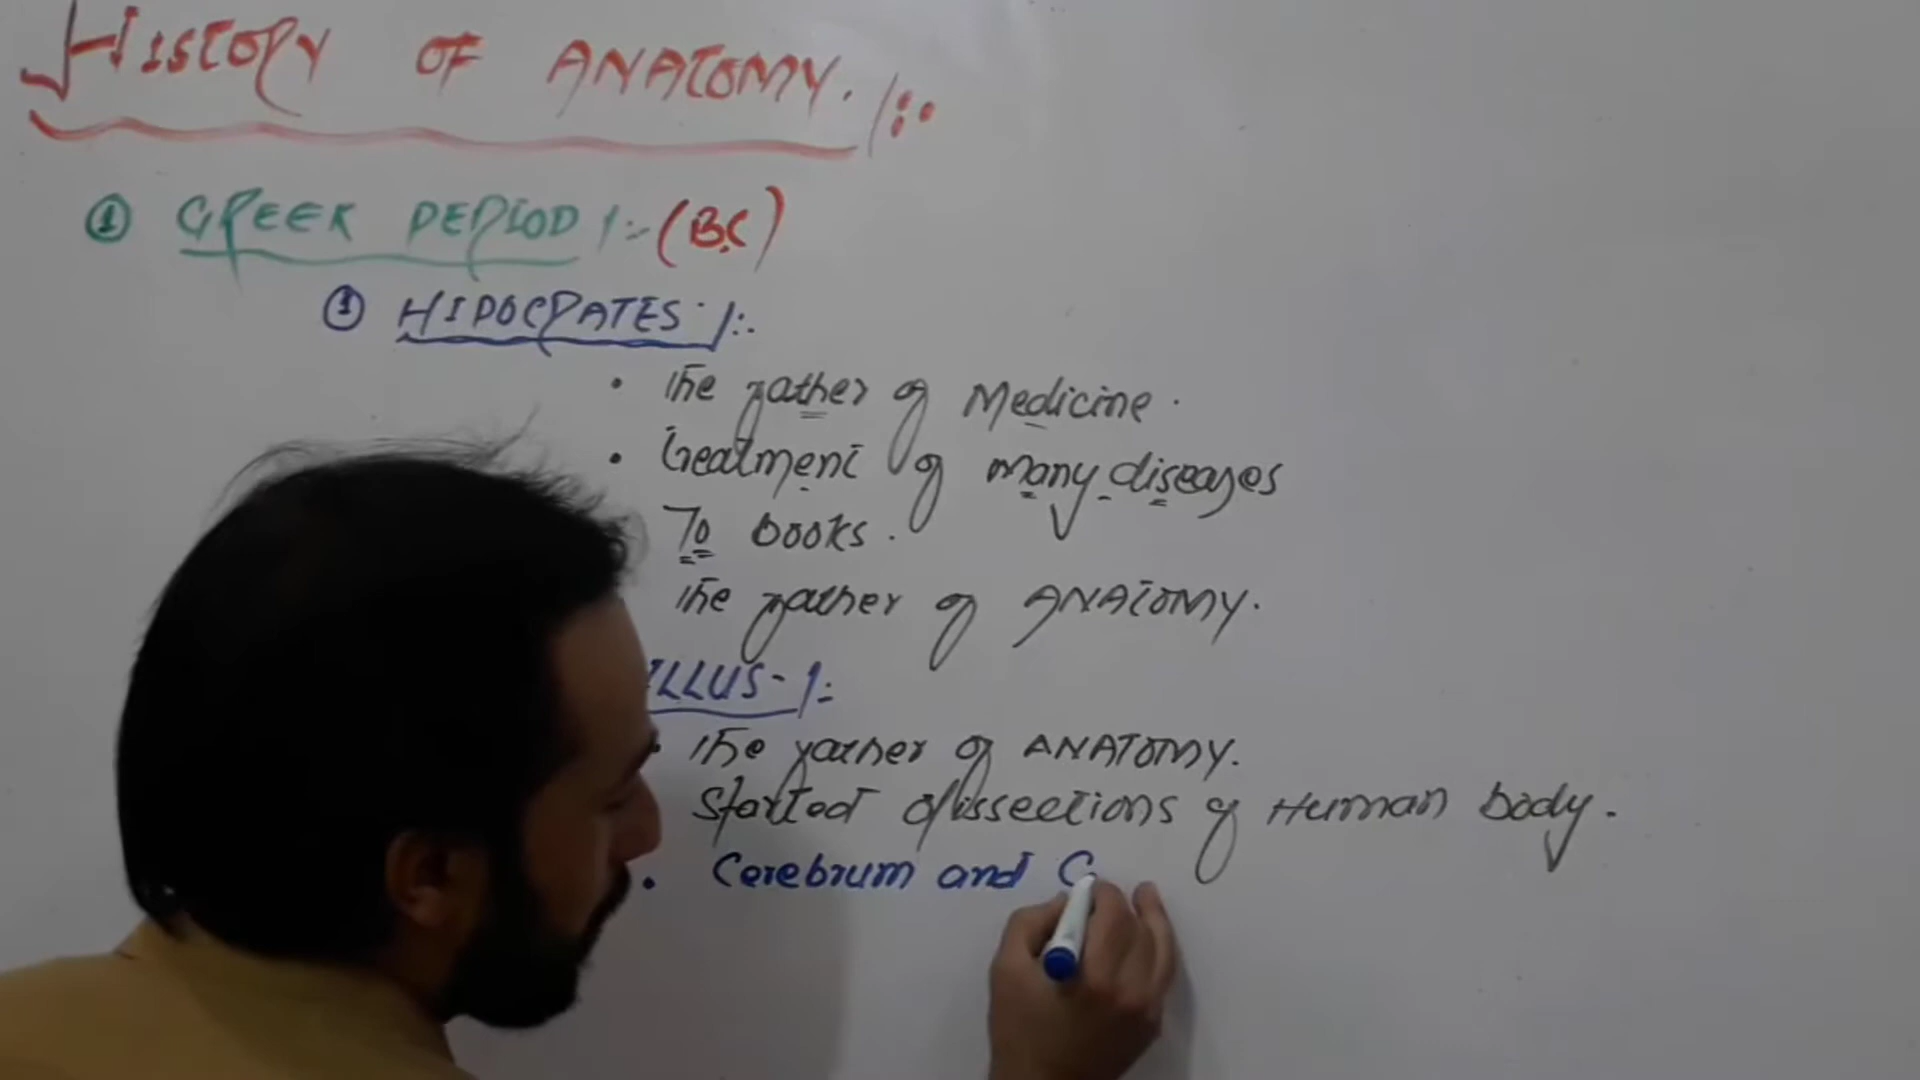 HISTORY OF ANATOMY. /:·
① GREEK PERIOD /:- (BC)
① HIPOCRATES /:-
• The father of Medicine.
• treatment of many diseases
70 books.
The father of ANATOMY.
ILLUS- /:-
• The father of ANATOMY.
Started dissections of Human body.
• Cerebrum and C